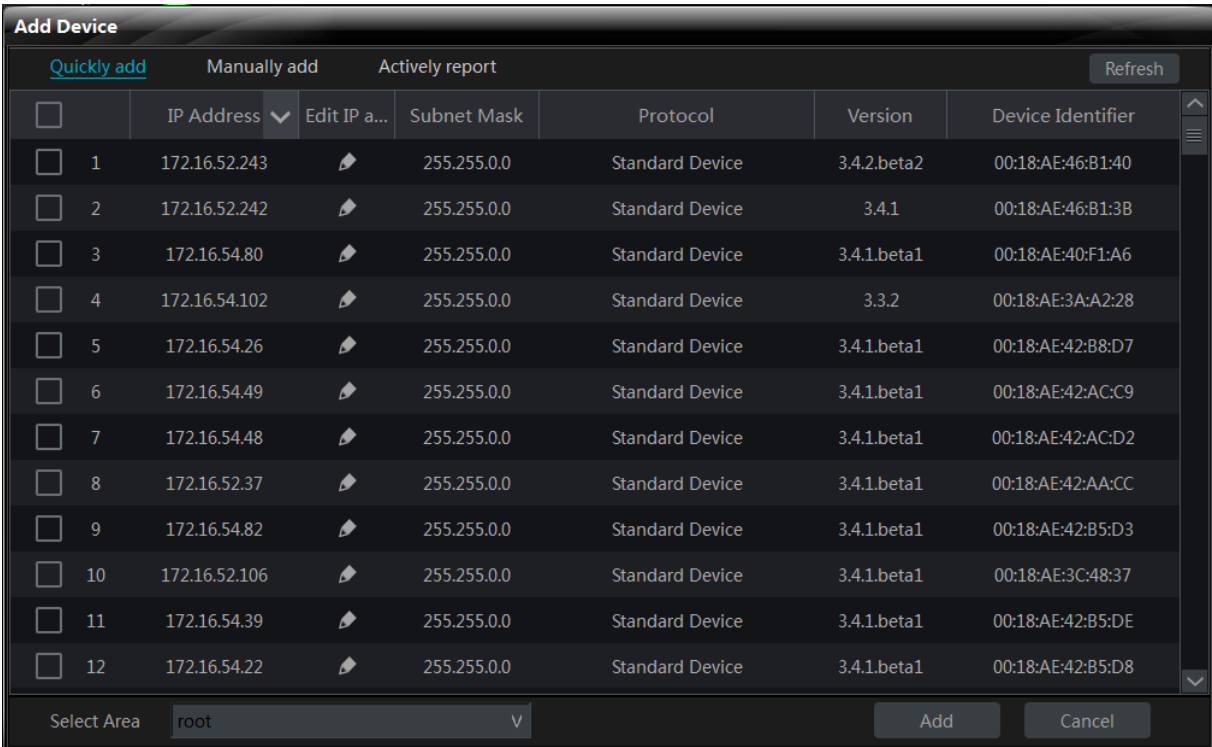 Add Device
Quickly add Manually add Actively report Refresh
IP Address Edit IP a... Subnet Mask Protocol Version Device Identifier
1 172.16.52.243 255.255.0.0 Standard Device 3.4.2.beta2 00:18:AE:46:B1:40
2 172.16.52.242 255.255.0.0 Standard Device 3.4.1 00:18:AE:46:B1:3B
3 172.16.54.80 255.255.0.0 Standard Device 3.4.1.beta1 00:18:AE:40:F1:A6
4 172.16.54.102 255.255.0.0 Standard Device 3.3.2 00:18:AE:3A:A2:28
5 172.16.54.26 255.255.0.0 Standard Device 3.4.1.beta1 00:18:AE:42:B8:D7
6 172.16.54.49 255.255.0.0 Standard Device 3.4.1.beta1 00:18:AE:42:AC:C9
7 172.16.54.48 255.255.0.0 Standard Device 3.4.1.beta1 00:18:AE:42:AC:D2
8 172.16.52.37 255.255.0.0 Standard Device 3.4.1.beta1 00:18:AE:42:AA:CC
9 172.16.54.82 255.255.0.0 Standard Device 3.4.1.beta1 00:18:AE:42:B5:D3
10 172.16.52.106 255.255.0.0 Standard Device 3.4.1.beta1 00:18:AE:3C:48:37
11 172.16.54.39 255.255.0.0 Standard Device 3.4.1.beta1 00:18:AE:42:B5:DE
12 172.16.54.22 255.255.0.0 Standard Device 3.4.1.beta1 00:18:AE:42:B5:D8
Select Area root Add Cancel